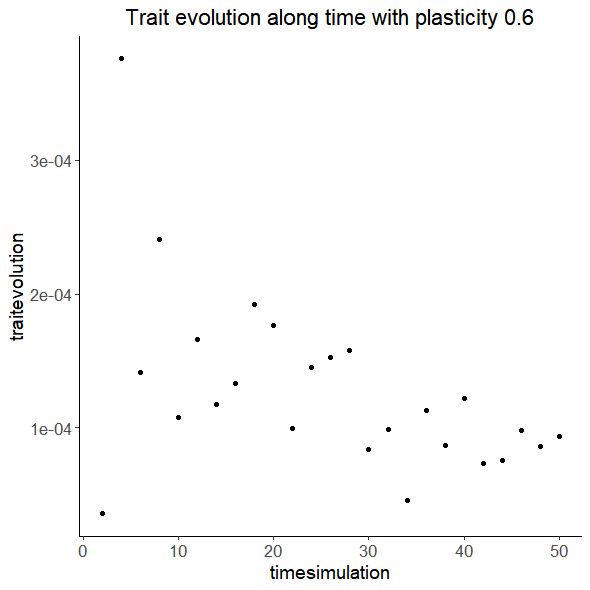 Trait evolution along time with plasticity 0.6
traitevolution
3e-04
2e-04
1e-04
0 10 20 30 40 50
timesimulation